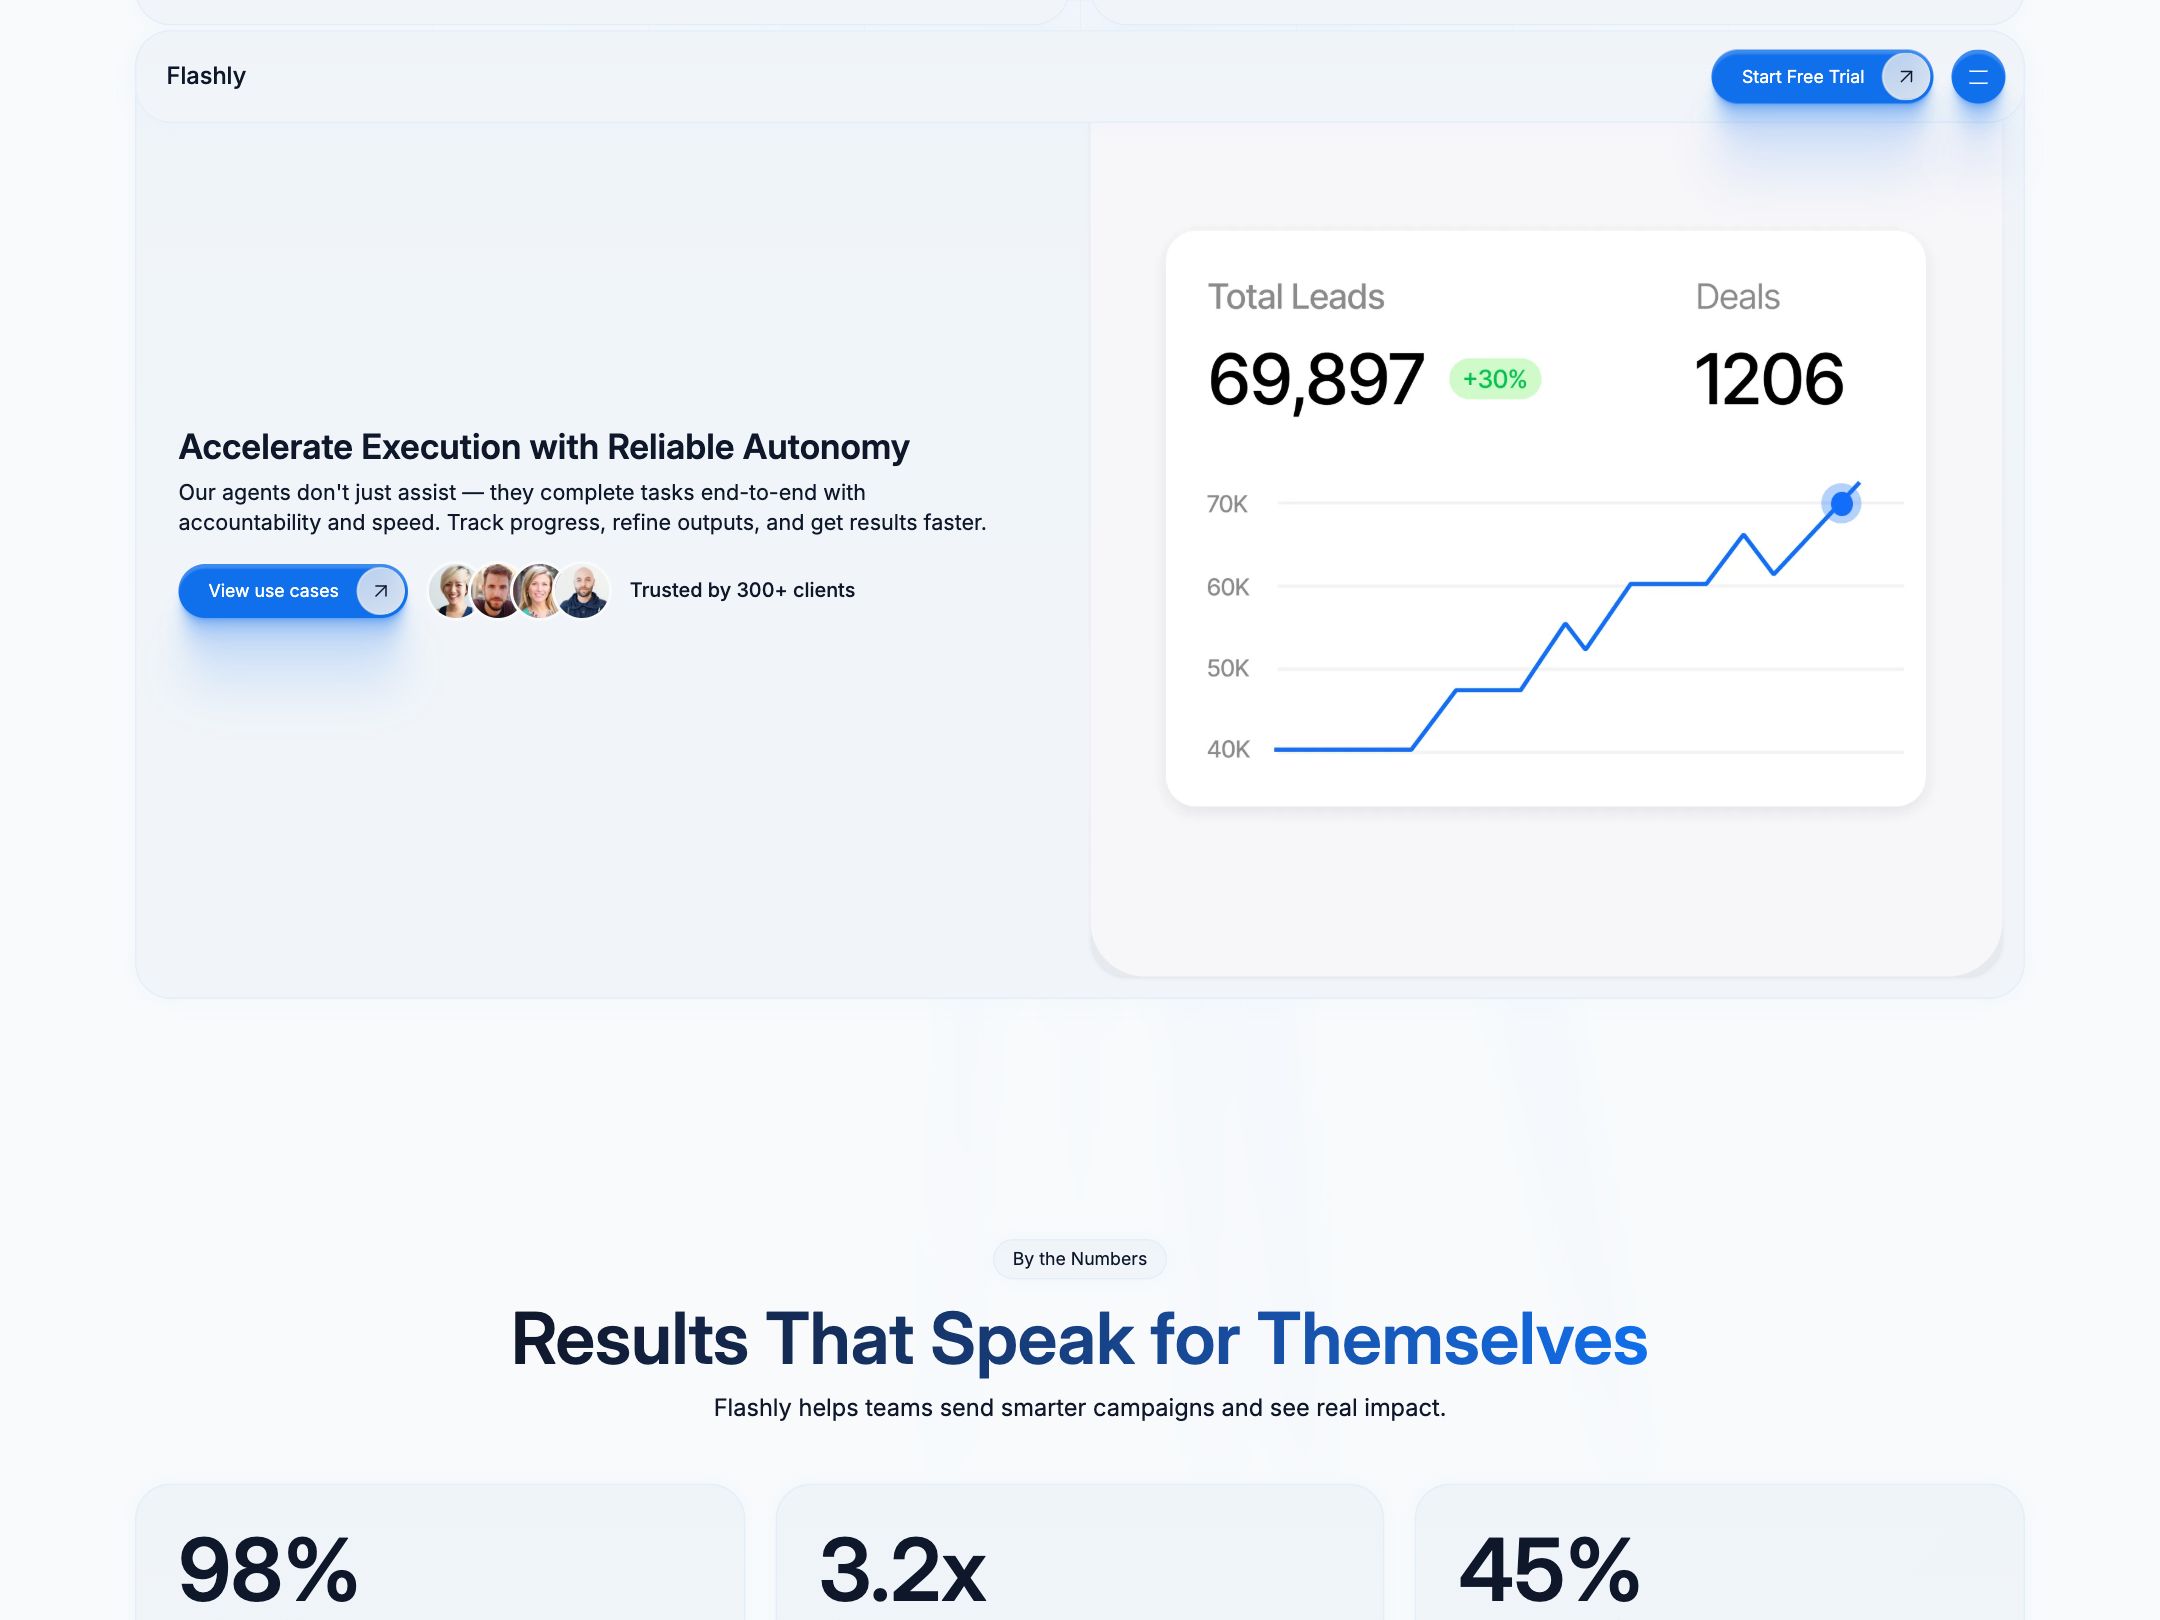 Flashly
Start Free Trial
Accelerate Execution with Reliable Autonomy
Our agents don't just assist — they complete tasks end-to-end with
accountability and speed. Track progress, refine outputs, and get results faster.
View use cases
Trusted by 300+ clients
Total Leads
69,897
+30%
Deals
1206
70K
60K
50K
40K
By the Numbers
Results That Speak for Themselves
Flashly helps teams send smarter campaigns and see real impact.
98%
3.2x
45%